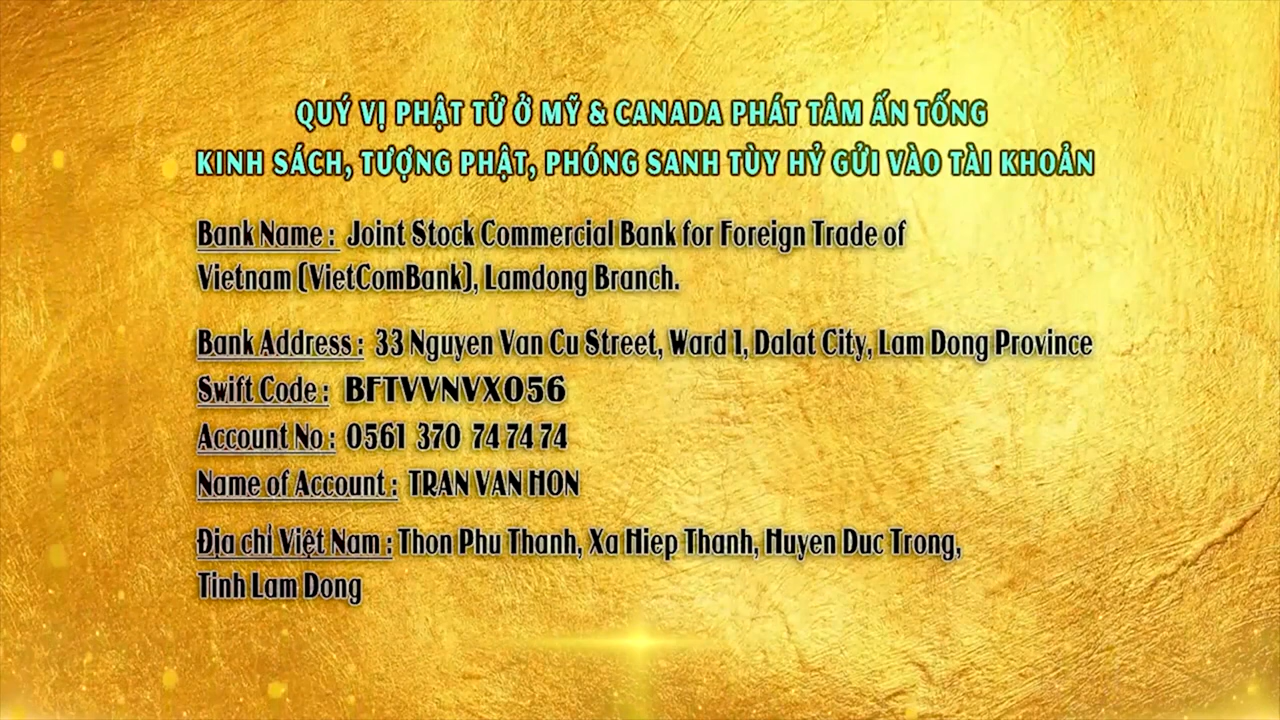 QUÝ VỊ PHẬT TỬ Ở MỸ & CANADA PHÁT TÂM ẤN TỐNG
KINH SÁCH, TƯỢNG PHẬT, PHÓNG SANH TÙY HỶ GỬI VÀO TÀI KHOẢN
Bank Name : Joint Stock Commercial Bank for Foreign Trade of
Vietnam (VietComBank), Lamdong Branch.
Bank Address : 33 Nguyen Van Cu Street, Ward 1, Dalat City, Lam Dong Province
Swift Code : BFTVVNVX056
Account No : 0561 370 74 74 74
Name of Account : TRAN VAN HON
Địa chỉ Việt Nam : Thon Phu Thanh, Xa Hiep Thanh, Huyen Duc Trong,
Tinh Lam Dong